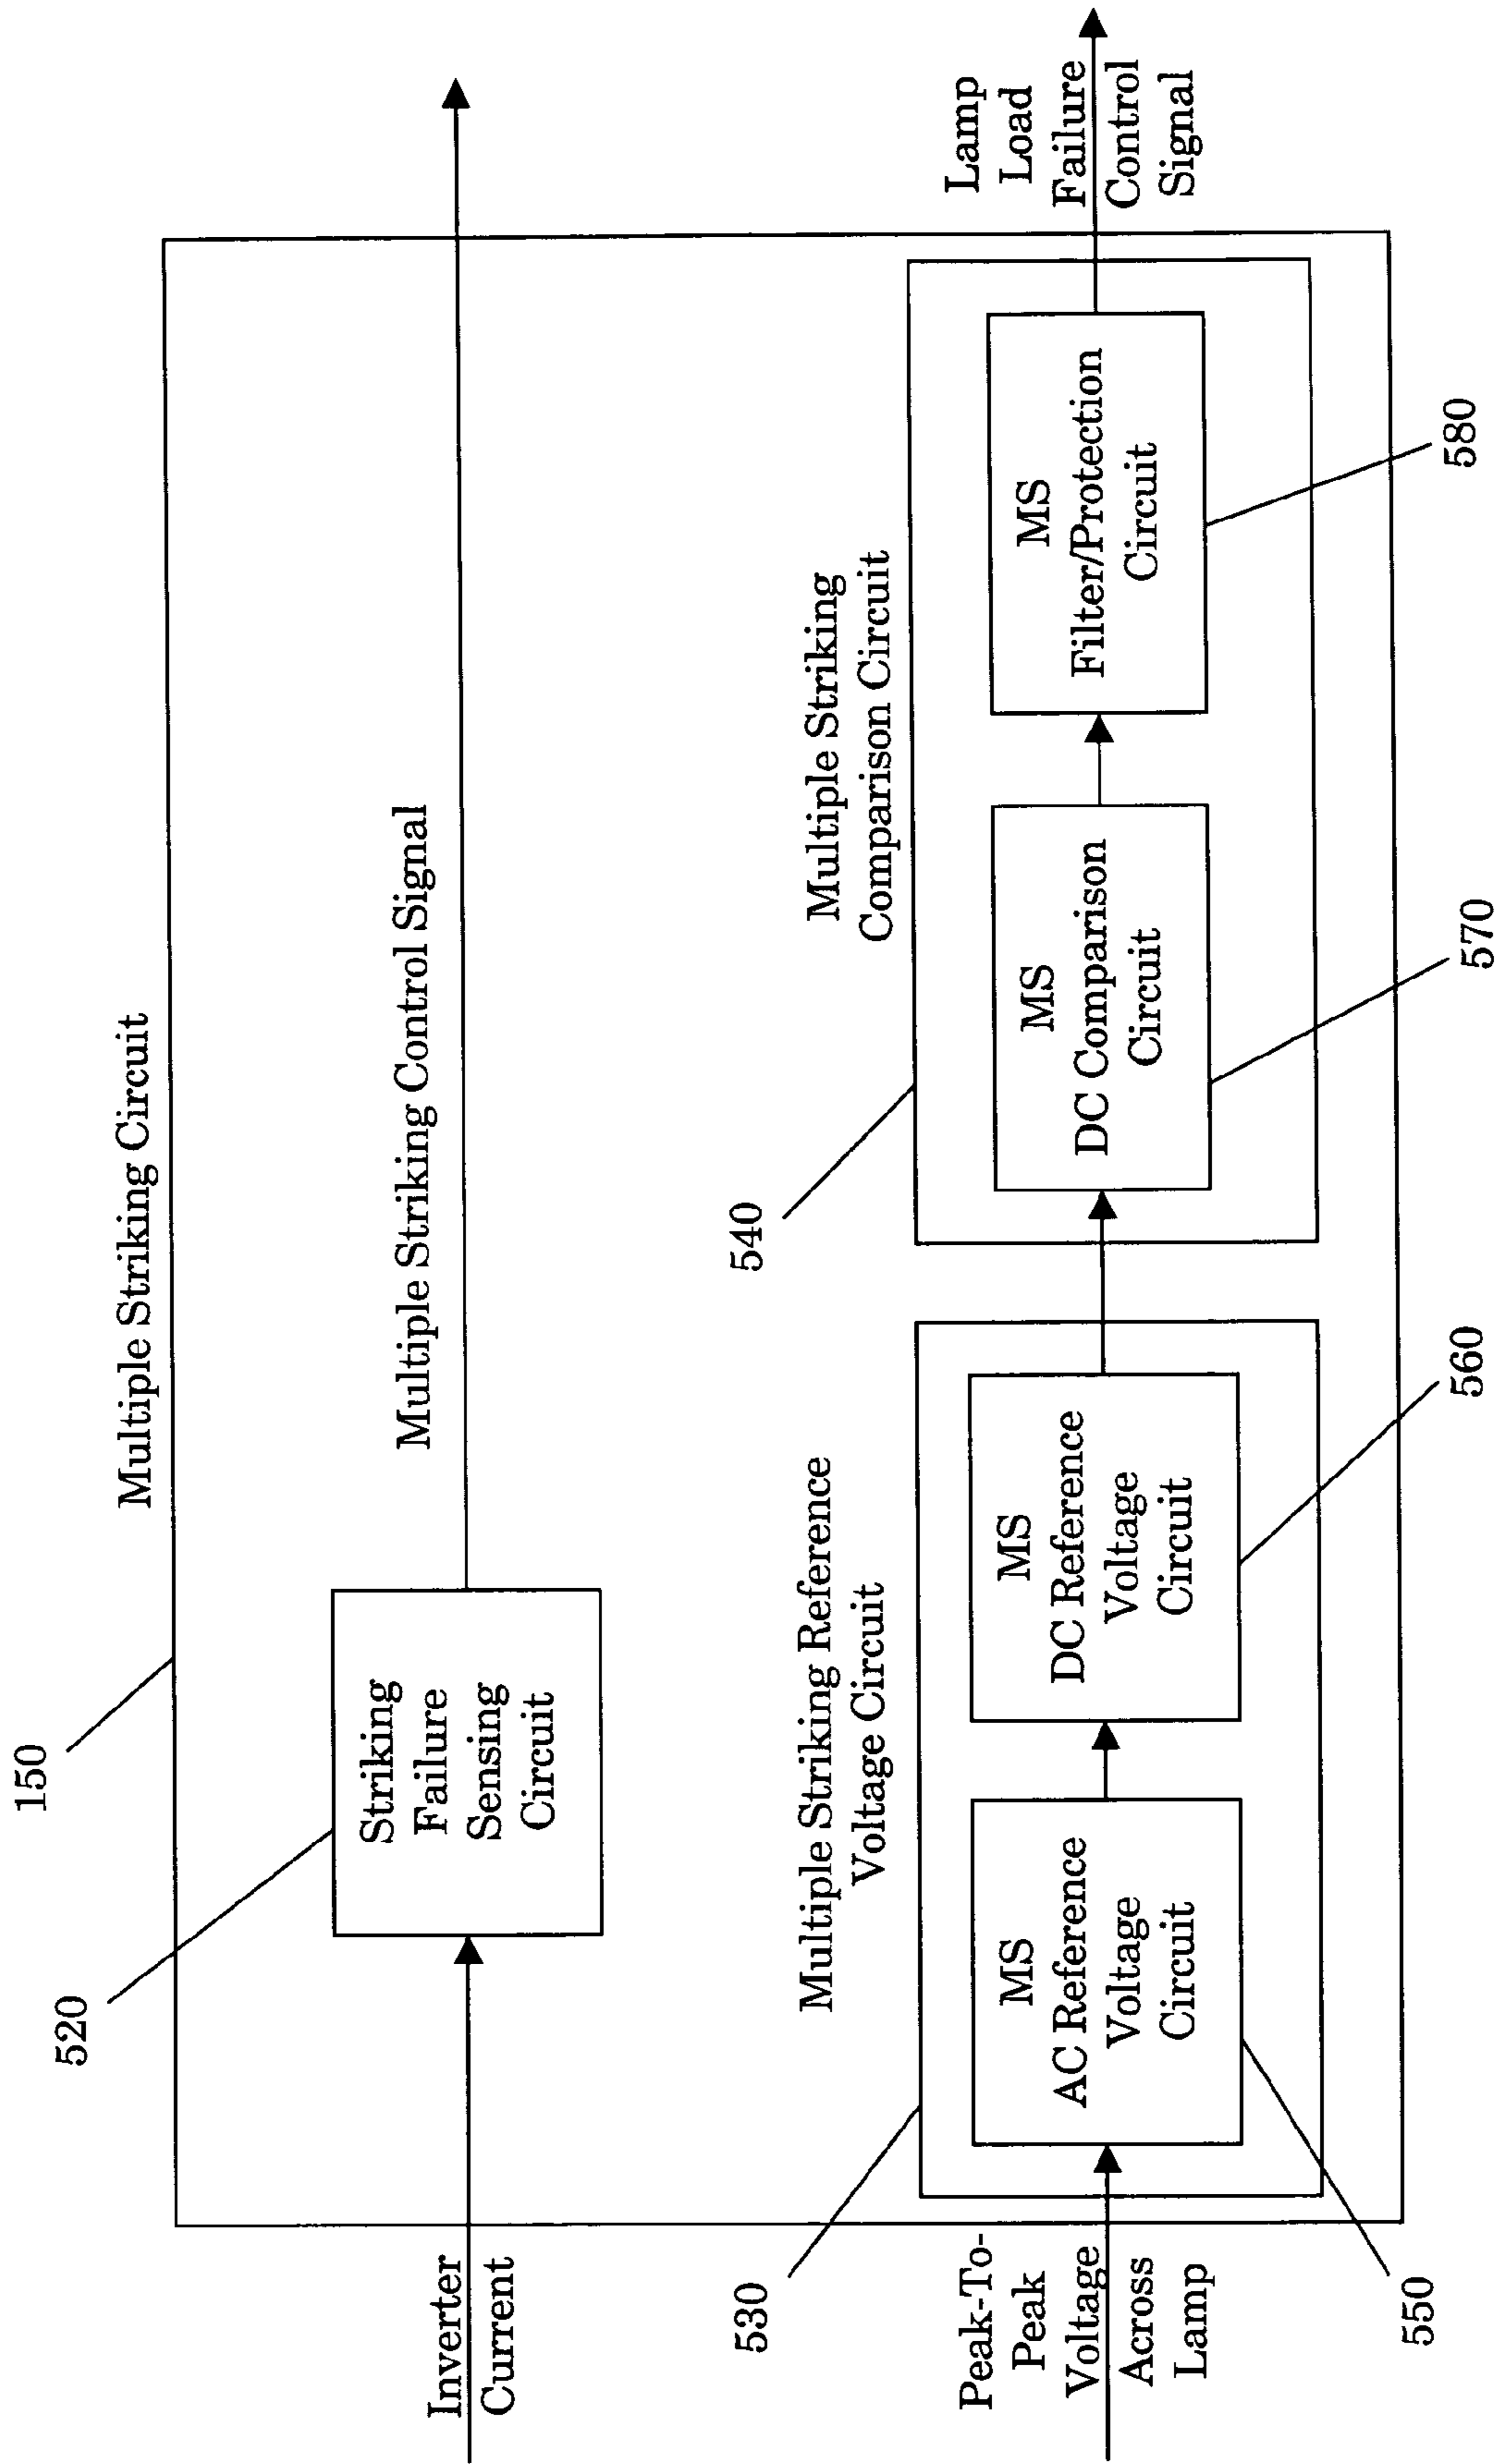 Multiple Striking Circuit
150
520
Inverter
Current
Striking
Failure
Sensing
Circuit
Multiple Striking Control Signal
530
Multiple Striking Reference
Voltage Circuit
540
Multiple Striking
Comparison Circuit
Peak-To-
Peak
Voltage
Across
Lamp
MS
AC Reference
Voltage
Circuit
MS
DC Reference
Voltage
Circuit
MS
DC Comparison
Circuit
MS
Filter/Protection
Circuit
Lamp
Load
Failure
Control
Signal
550
560
570
580